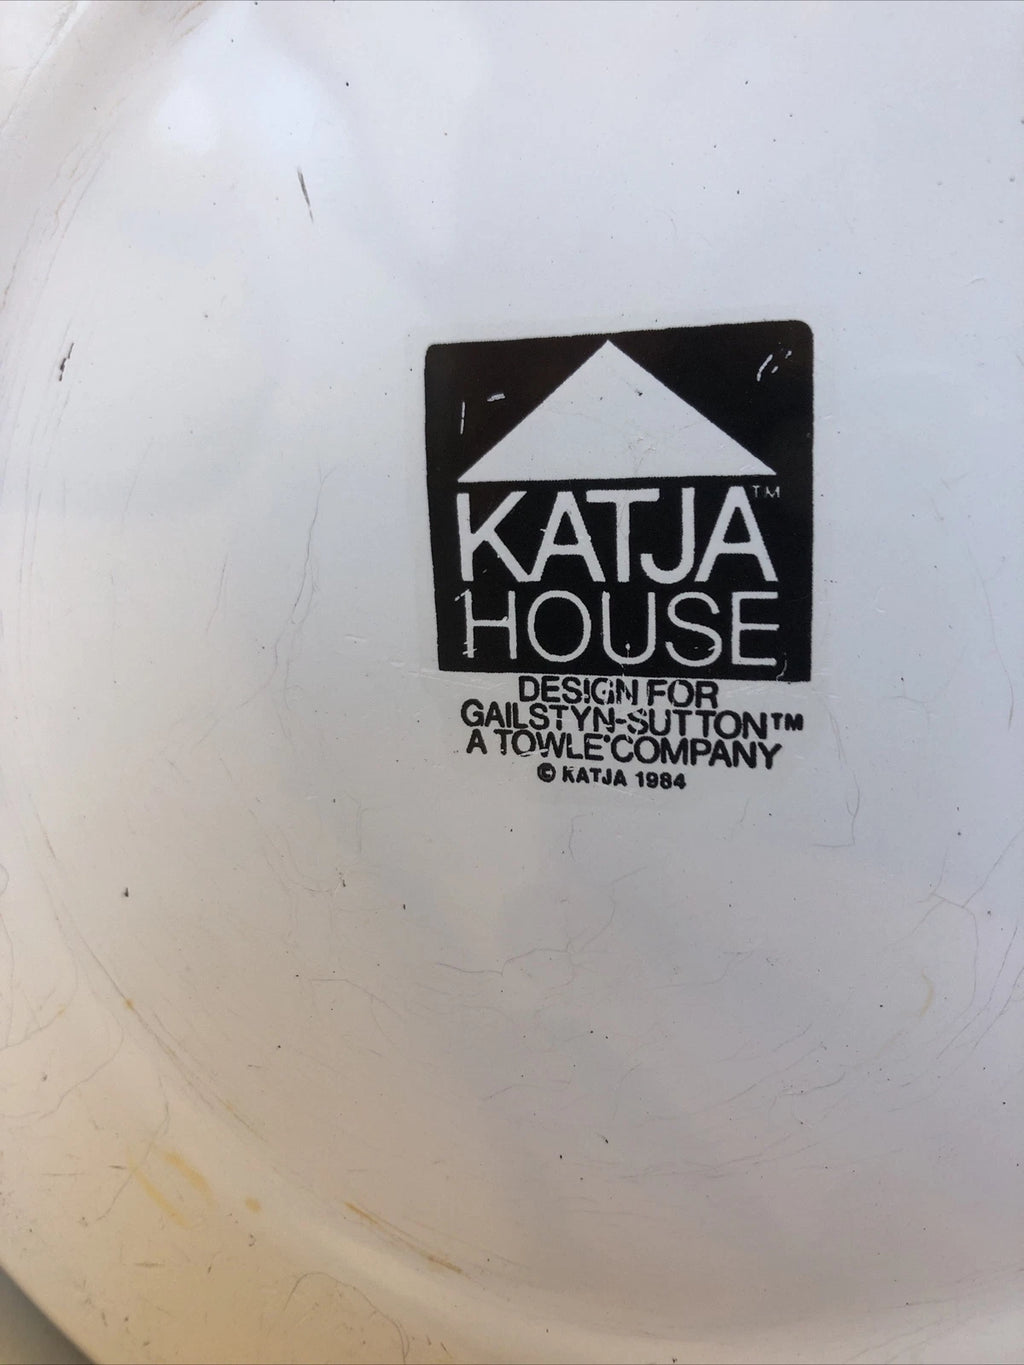 KATJA™
HOUSE
DESIGN FOR
GAILSTYN-SUTTON™
A TOWLE® COMPANY
© KATJA 1984